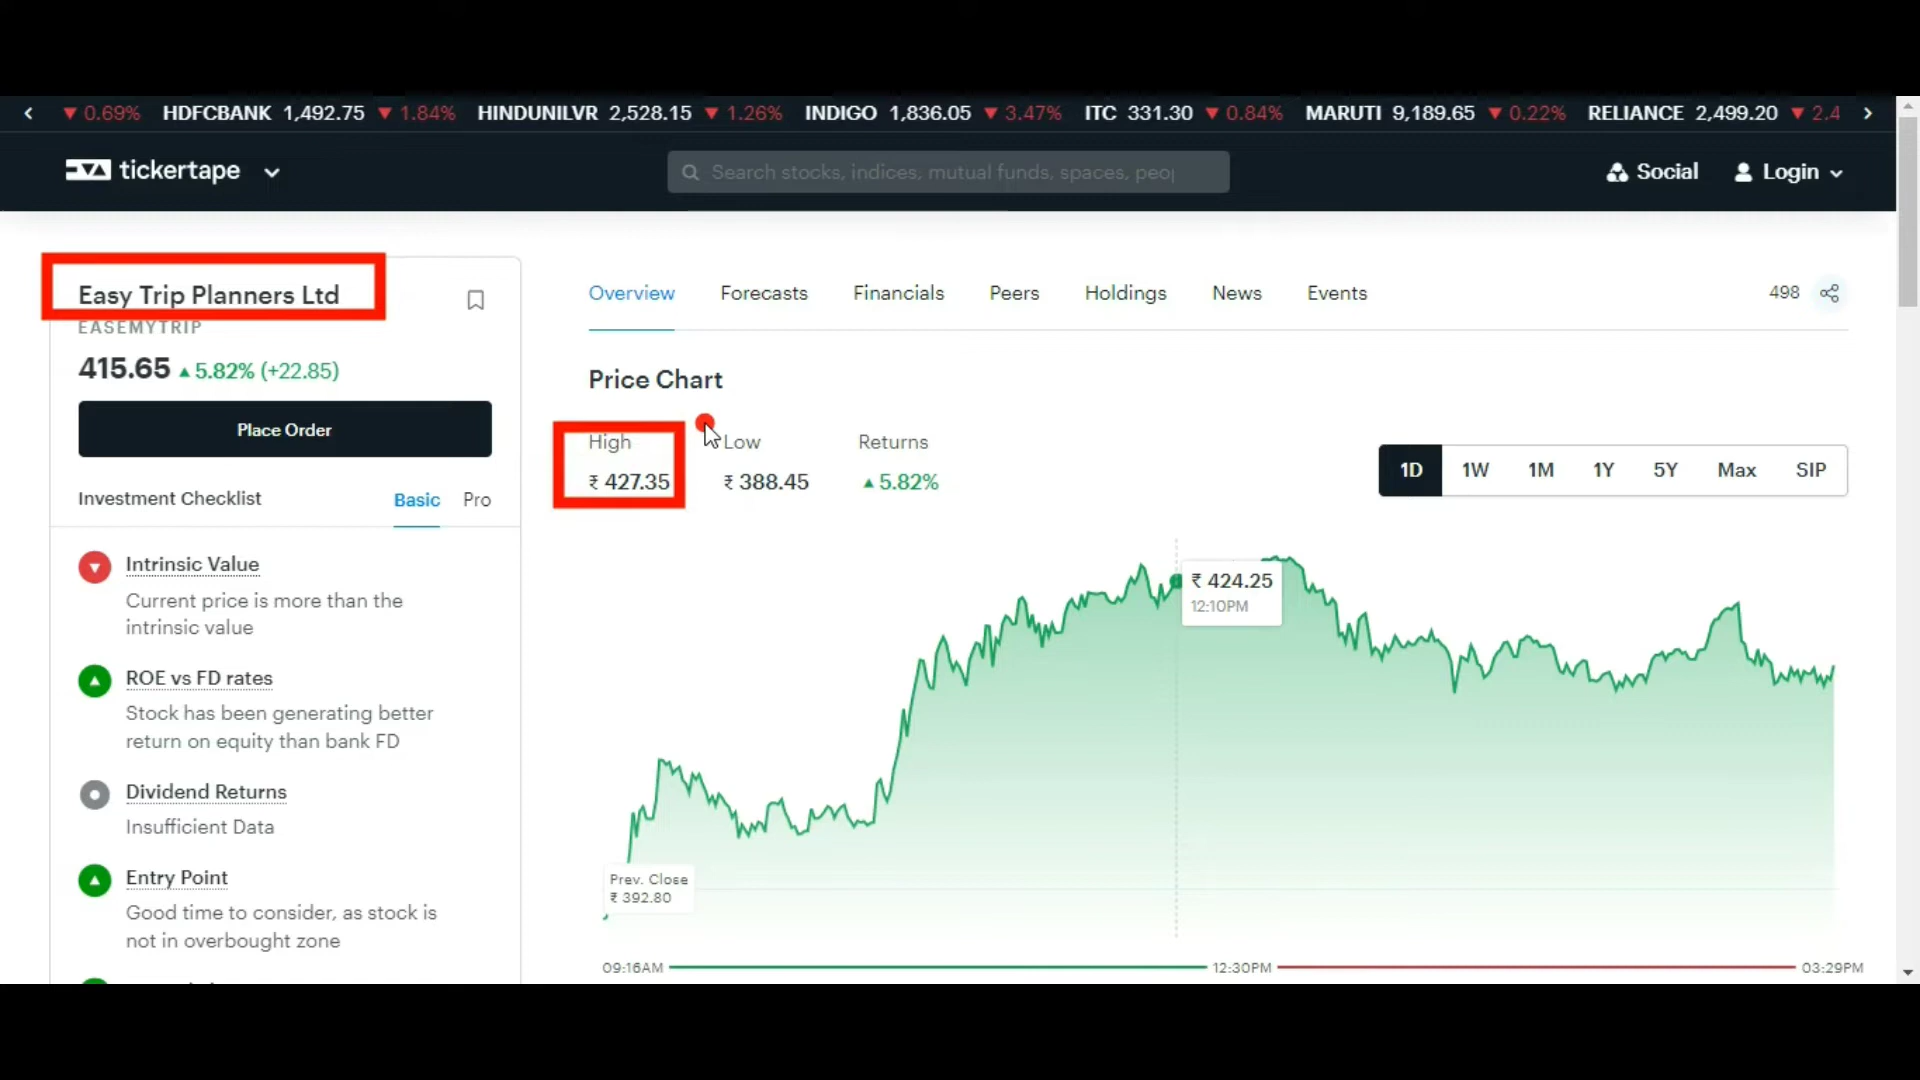 0.69% HDFCBANK 1,492.75 1.84% HINDUNILVR 2,528.15 1.26% INDIGO 1,836.05 3.47% ITC 331.30 0.84% MARUTI 9,189.65 0.22% RELIANCE 2,499.20 2.4
tickertape
Search stocks, indices, mutual funds, spaces, peop
Social
Login
Easy Trip Planners Ltd
EASEMYTRIP
415.65 5.82% (+22.85)
Place Order
Investment Checklist Basic Pro
Intrinsic Value
Current price is more than the
intrinsic value
ROE vs FD rates
Stock has been generating better
return on equity than bank FD
Dividend Returns
Insufficient Data
Entry Point
Good time to consider, as stock is
not in overbought zone
Overview Forecasts Financials Peers Holdings News Events 498
Price Chart
High Low Returns
₹ 427.35 ₹ 388.45 5.82%
1D 1W 1M 1Y 5Y Max SIP
₹ 424.25
12:10PM
Prev. Close
₹ 392.80
09:16AM 12:30PM 03:29PM